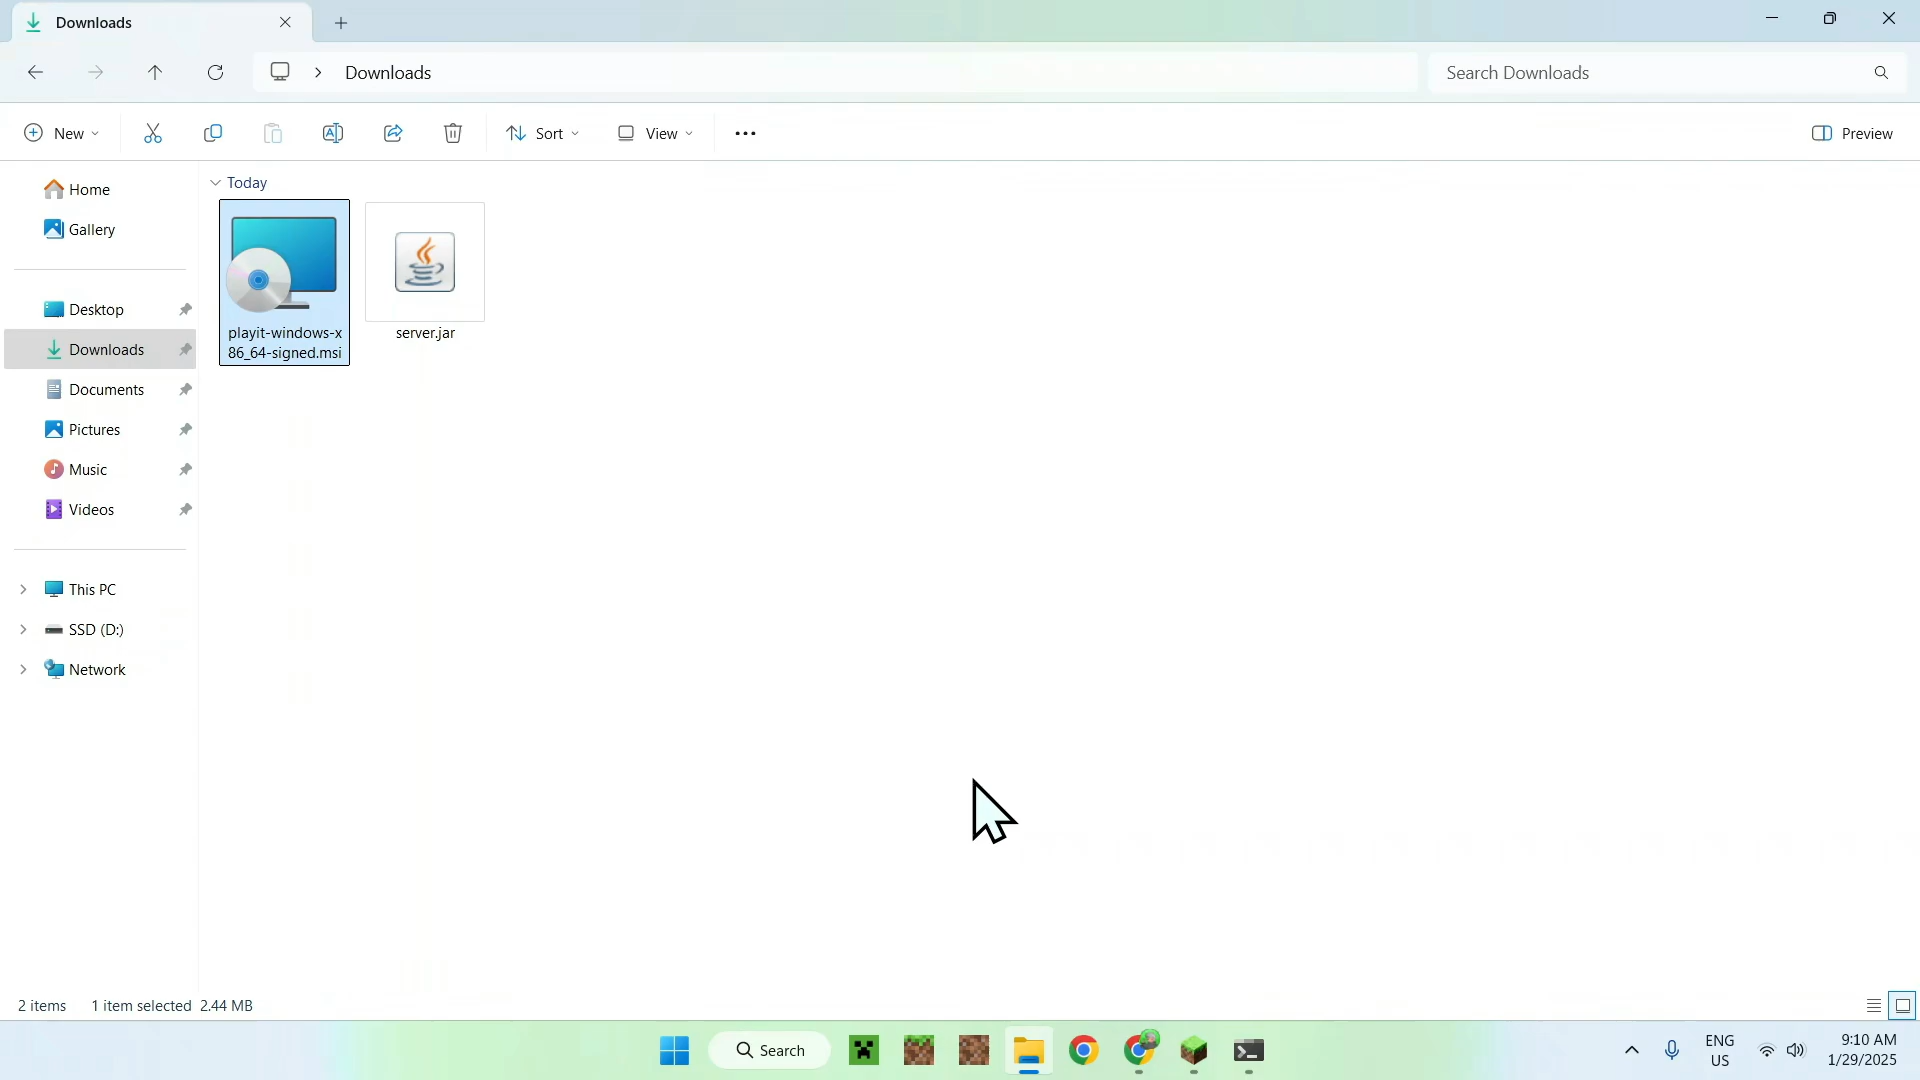 Downloads
Downloads
Search Downloads
New
Sort
View
Preview
Home
Gallery
Desktop
Downloads
Documents
Pictures
Music
Videos
This PC
SSD (D:)
Network
Today
playit-windows-x
86_64-signed.msi
server.jar
2 items
1 item selected 2.44 MB
Search
ENG
US
9:10 AM
1/29/2025